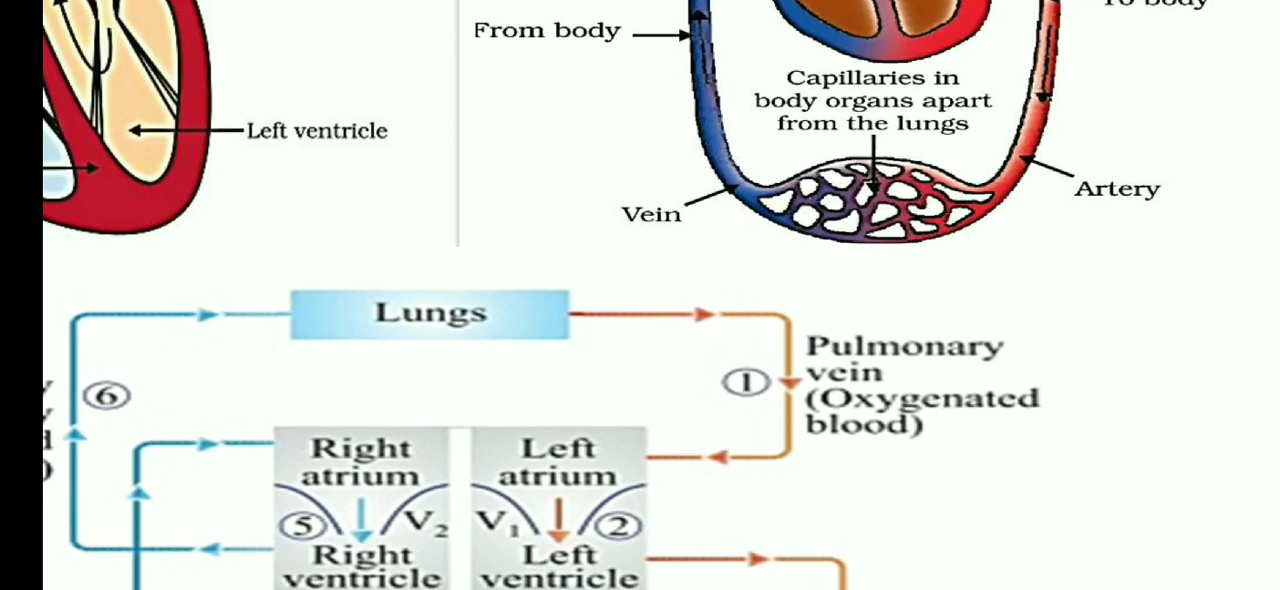 To body
From body
Capillaries in
body organs apart
from the lungs
Left ventricle
Artery
Vein
Lungs
Pulmonary
vein
(Oxygenated
blood)
1
6
Right
atrium
Left
atrium
5
V2
V1
2
Right
ventricle
Left
ventricle